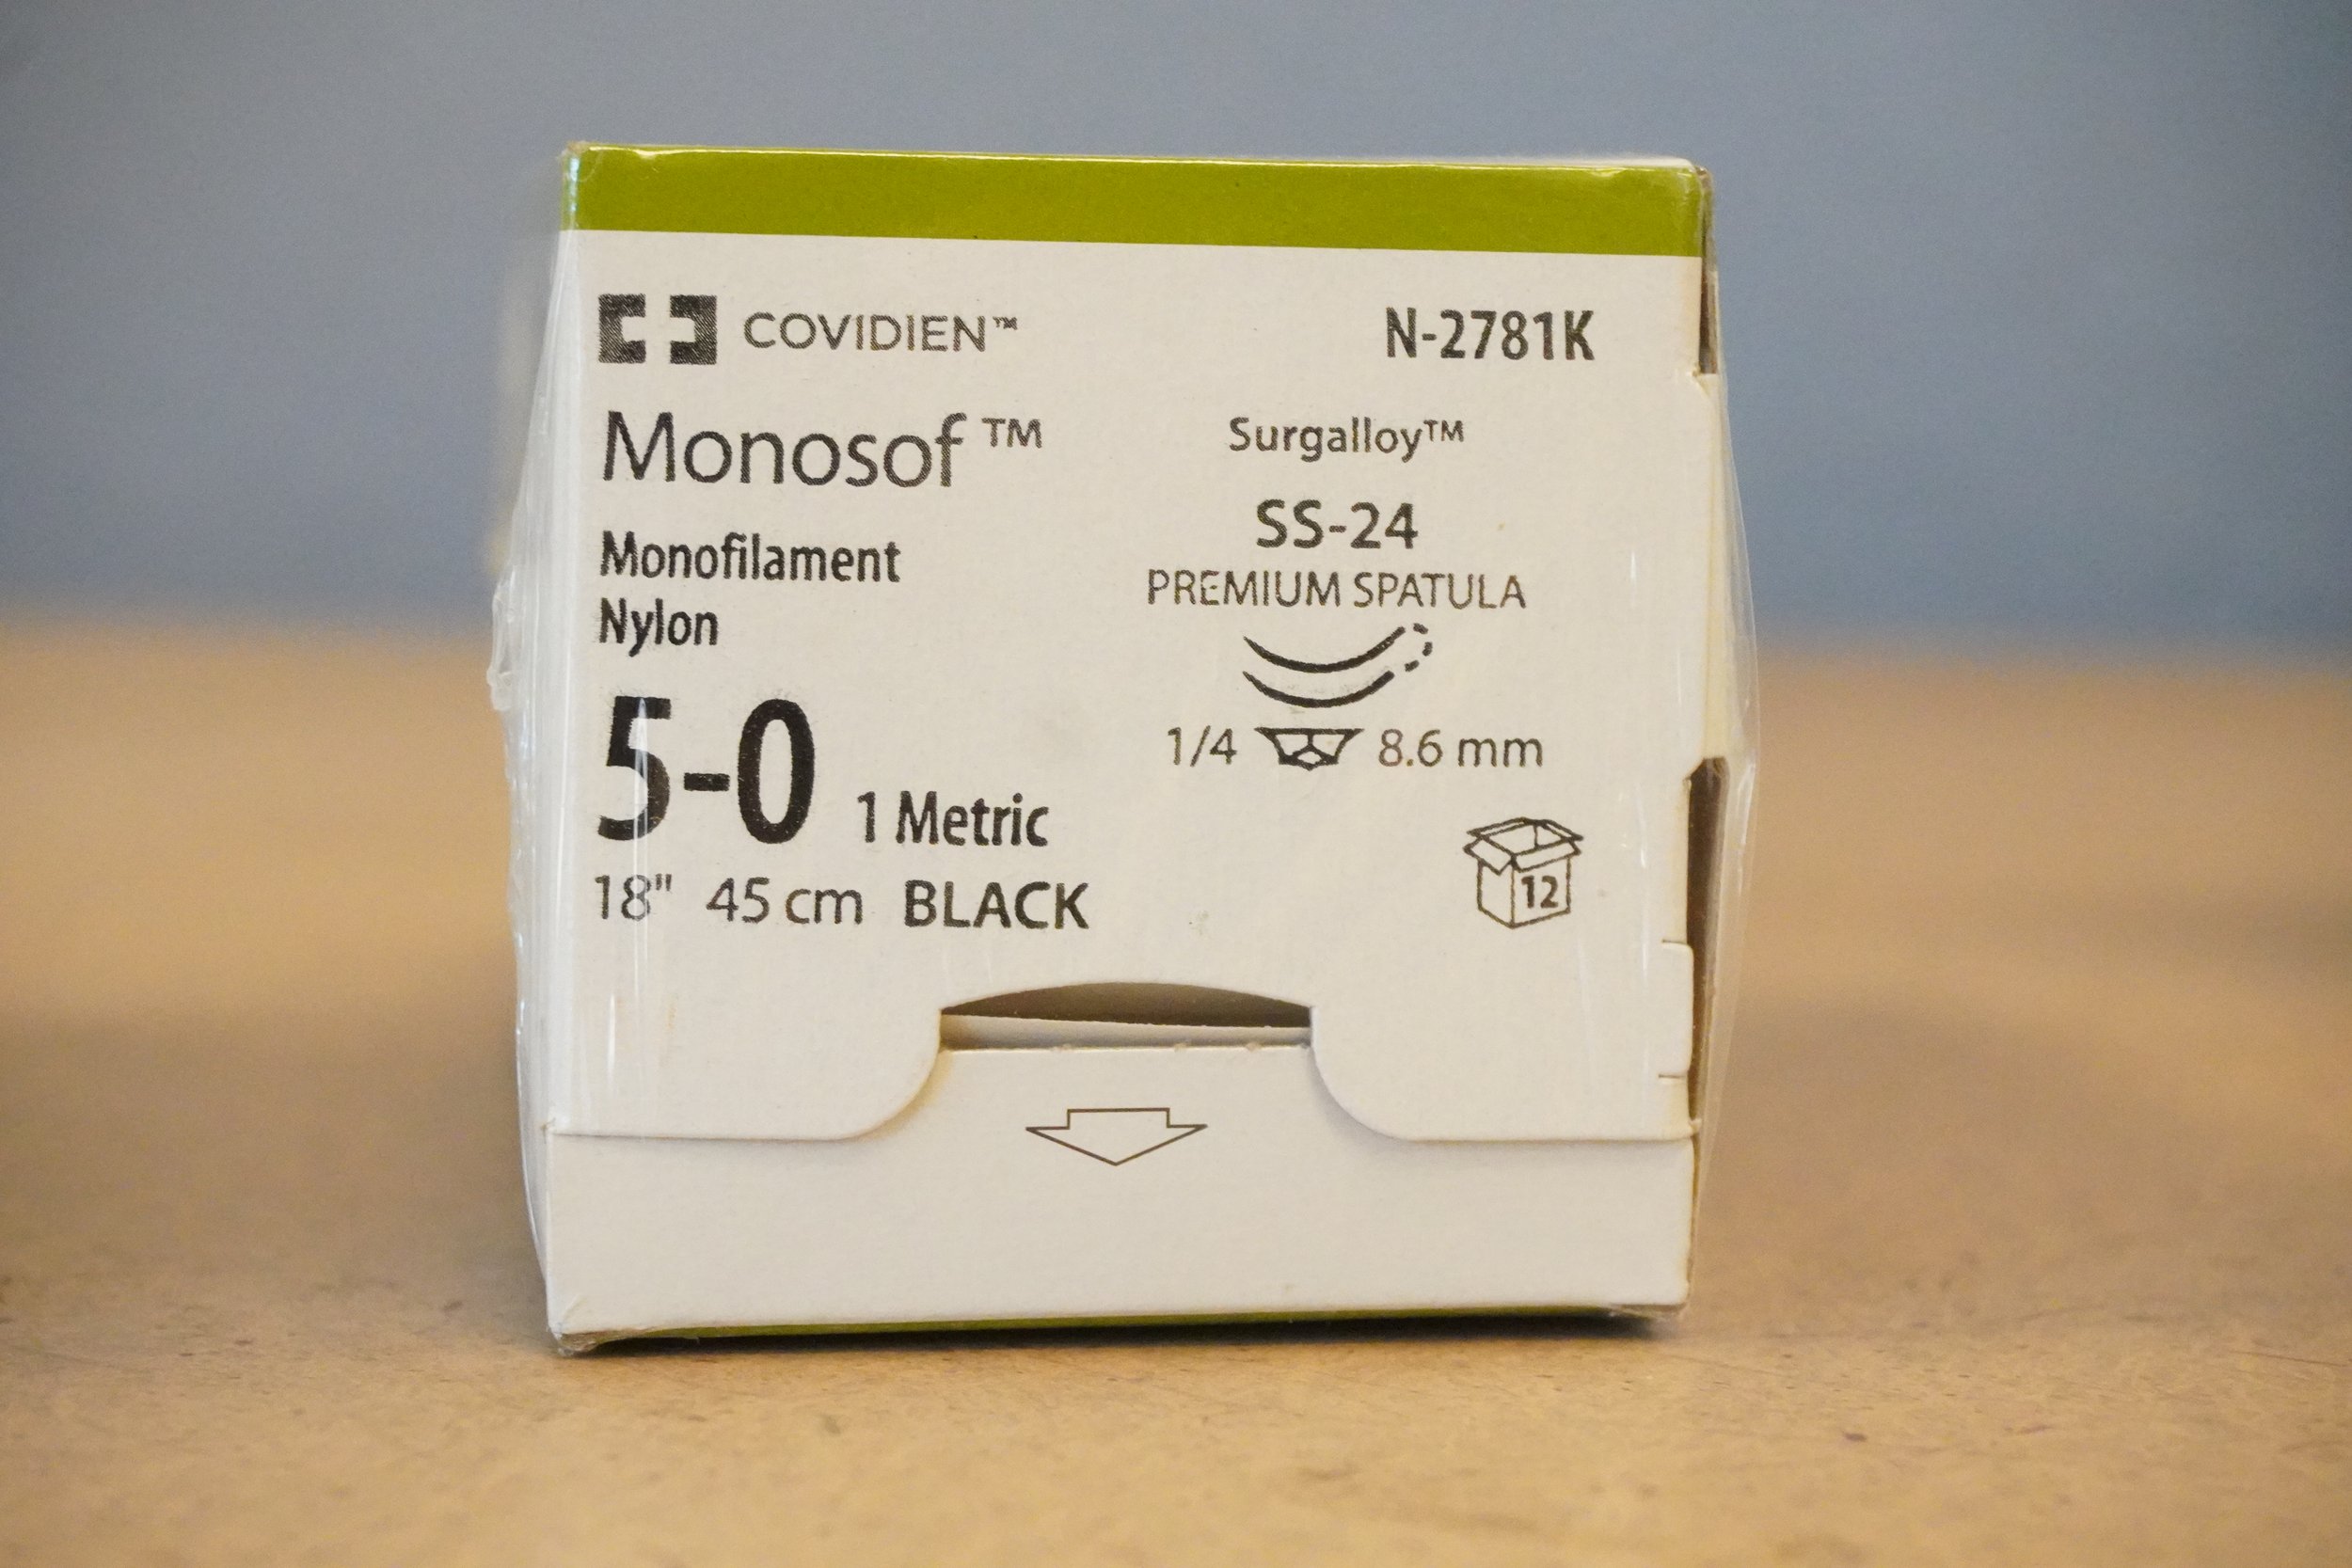 COVIDIEN™
N-2781K
Monosof™
Monofilament
Nylon
5-0 1 Metric
18" 45 cm BLACK
Surgalloy™
SS-24
PREMIUM SPATULA
1/4 8.6 mm
12